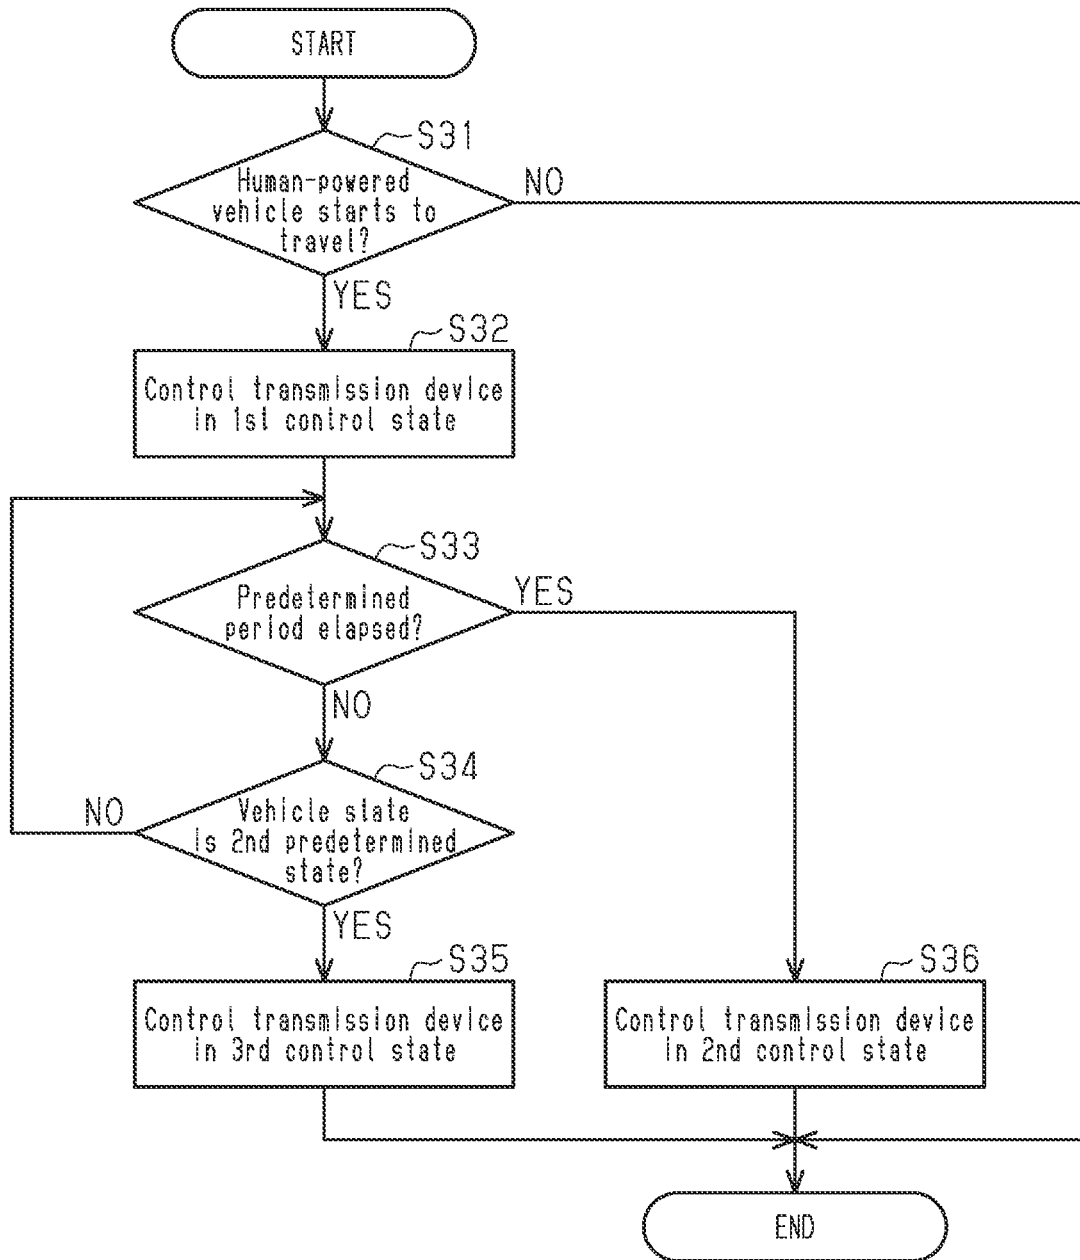 START
S31
Human-powered
vehicle starts to
travel?
NO
YES
S32
Control transmission device
in 1st control state
S33
Predetermined
period elapsed?
YES
NO
S34
Vehicle state
is 2nd predetermined
state?
NO
YES
S35
Control transmission device
in 3rd control state
S36
Control transmission device
in 2nd control state
END